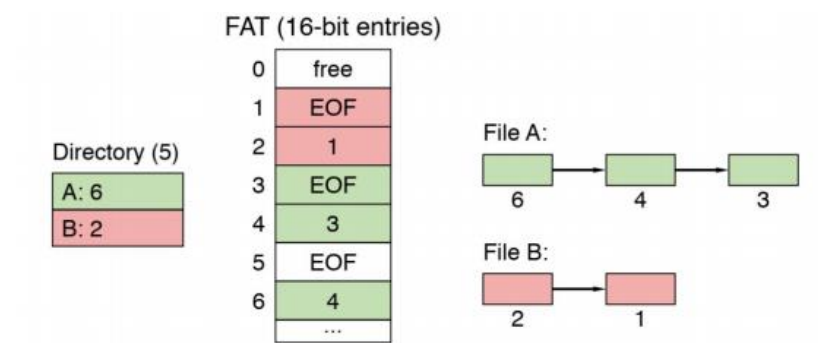 FAT (16-bit entries)
0 free
1 EOF
2 1
3 EOF
4 3
5 EOF
6 4
...
Directory (5)
A: 6
B: 2
File A:
6 4 3
File B:
2 1